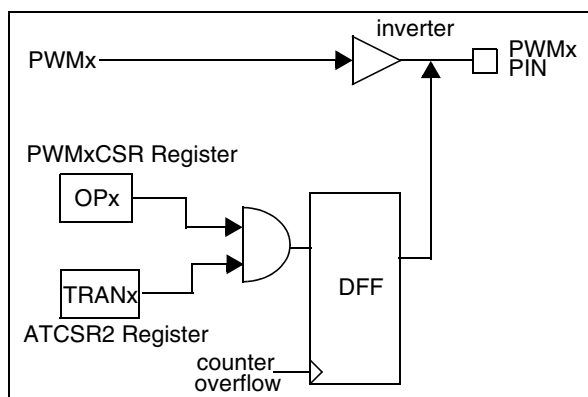 inverter
PWMx
PWMx
PIN
PWMxCSR Register
OPx
TRANx
DFF
ATCSR2 Register
counter
overflow